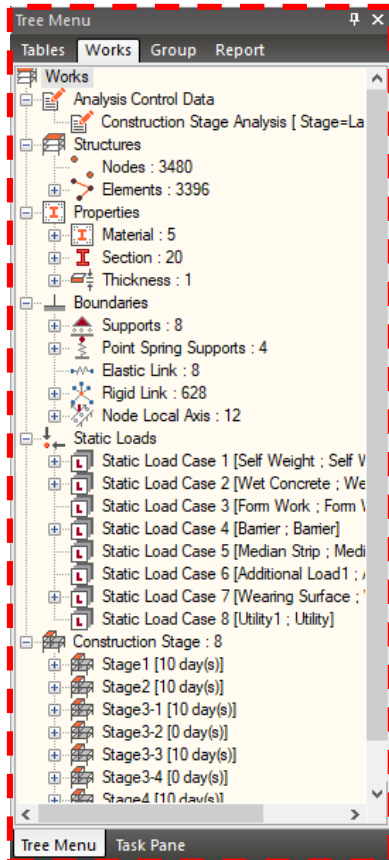 Tree Menu
Tables Works Group Report
Works
Analysis Control Data
Construction Stage Analysis [ Stage=La
Structures
Nodes : 3480
Elements : 3396
Properties
Material : 5
Section : 20
Thickness : 1
Boundaries
Supports : 8
Point Spring Supports : 4
Elastic Link : 8
Rigid Link : 628
Node Local Axis : 12
Static Loads
Static Load Case 1 [Self Weight ; Self W
Static Load Case 2 [Wet Concrete ; We
Static Load Case 3 [Form Work ; Form
Static Load Case 4 [Barrier ; Barrier]
Static Load Case 5 [Median Strip ; Medi
Static Load Case 6 [Additional Load1 ;
Static Load Case 7 [Wearing Surface ;
Static Load Case 8 [Utility1 ; Utility]
Construction Stage : 8
Stage1 [10 day(s)]
Stage2 [10 day(s)]
Stage3-1 [10 day(s)]
Stage3-2 [0 day(s)]
Stage3-3 [10 day(s)]
Stage3-4 [0 day(s)]
Stage4 [10 day(s)]
Tree Menu Task Pane